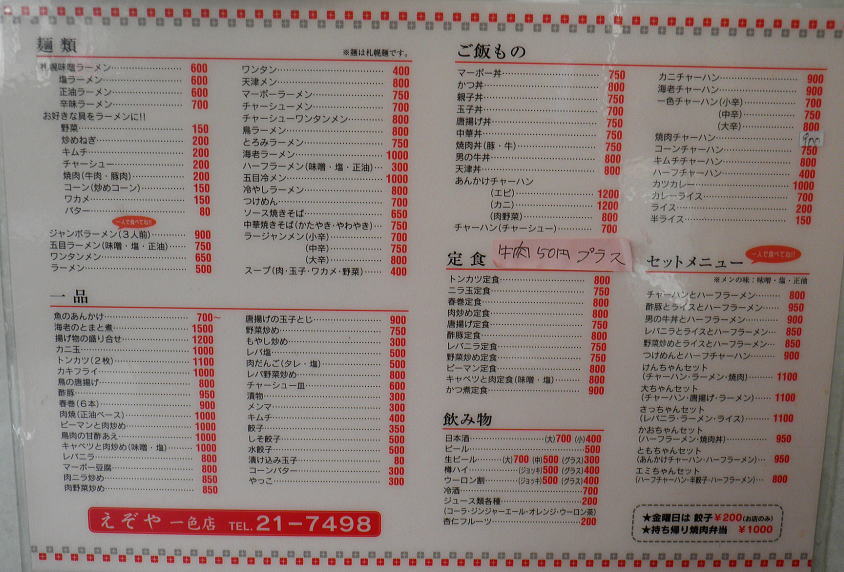 麺類
※麺は札幌麺です。
札幌味噌ラーメン 600
塩ラーメン 600
正油ラーメン 600
辛味ラーメン 700
お好きな具をラーメンに!!
野菜 150
炒めねぎ 200
キムチ 200
チャーシュー 200
焼肉(牛肉・豚肉) 200
コーン(炒めコーン) 150
ワカメ 150
バター 80
一人で食べてね!!
ジャンボラーメン(3人前) 900
五目ラーメン(味噌・塩・正油) 750
ワンタンメン 650
ラーメン 500
ワンタン 400
天津メン 800
マーボーラーメン 750
チャーシューメン 700
チャーシューワンタンメン 800
鳥ラーメン 800
とろみラーメン 750
海老ラーメン 1000
ハーフラーメン(味噌・塩・正油) 300
五目冷メン 1000
冷やしラーメン 800
つけめん 700
ソース焼きそば 650
中華焼きそば(かたやき・やわやき) 750
ラージャンメン(小辛) 700
(中辛) 750
(大辛) 800
スープ(肉・玉子・ワカメ・野菜) 400
一品
魚のあんかけ 700〜
海老のとまと煮 1500
揚げ物の盛り合せ 1200
カニ玉 1000
トンカツ(2枚) 1100
カキフライ 1000
鳥の唐揚げ 800
酢豚 950
春巻(6本) 900
肉焼(正油ベース) 1000
ピーマンと肉炒め 1000
鳥肉の甘酢あえ 1000
キャベツと肉炒め(味噌・塩) 1000
レバニラ 800
マーボー豆腐 800
肉ニラ炒め 850
肉野菜炒め 850
唐揚げの玉子とじ 900
野菜炒め 750
もやし炒め 300
レバ塩 500
肉だんご(タレ・塩) 500
レバ野菜炒め 800
チャーシュー皿 600
漬物 300
メンマ 300
キムチ 400
餃子 350
しそ餃子 500
水餃子 500
漬け込み玉子 80
コーンバター 300
やっこ 300
えぞや 一色店 TEL.21-7498
ご飯もの
マーボー丼 750
かつ丼 800
親子丼 750
玉子丼 700
唐揚げ丼 750
中華丼 750
焼肉丼(豚・牛) 750
男の牛丼 800
天津丼 800
あんかけチャーハン
(エビ) 1200
(カニ) 1200
(肉野菜) 800
チャーハン(チャーシュー) 700
カニチャーハン 900
海老チャーハン 900
一色チャーハン(小辛) 700
(中辛) 750
(大辛) 800
焼肉チャーハン
コーンチャーハン 750
キムチチャーハン 800
ハーフチャーハン 400
カツカレー 1000
カレーライス 700
ライス 200
半ライス 150
定食
牛肉50円プラス
トンカツ定食 800
ニラ玉定食 750
春巻定食 800
肉炒め定食 800
唐揚げ定食 750
酢豚定食 800
レバニラ定食 750
野菜炒め定食 750
ピーマン定食 800
キャベツと肉定食(味噌・塩) 800
かつ煮定食 900
飲み物
日本酒 (大)700 (小)400
ビール 500
生ビール (大)700 (中)500 (グラス)300
樽ハイ (ジョッキ)500 (グラス)400
ウーロン割 (ジョッキ)500 (グラス)400
冷酒 700
ジュース類各種 200
(コーラ・ジンジャーエール・オレンジ・ウーロン茶)
杏仁フルーツ 200
セットメニュー
一人で食べてね!!
※メンの味:味噌・塩・正油
チャーハンとハーフラーメン 800
酢豚とライスとハーフラーメン 950
男の牛丼とハーフラーメン 900
レバニラとライスとハーフラーメン 850
野菜炒めとライスとハーフラーメン 850
つけめんとハーフチャーハン 900
けんちゃんセット
(チャーハン・ラーメン・焼肉) 1100
大ちゃんセット
(チャーハン・唐揚げ・ラーメン) 1100
さっちゃんセット
(レバニラ・ラーメン・ライス) 1100
かおちゃんセット
(ハーフラーメン・焼肉丼) 950
ともちゃんセット
(あんかけチャーハン・ハーフラーメン) 950
エミちゃんセット
(ハーフチャーハン・半餃子・ハーフラーメン) 800
★金曜日は 餃子¥200(お店のみ)
★持ち帰り焼肉弁当 ¥1000